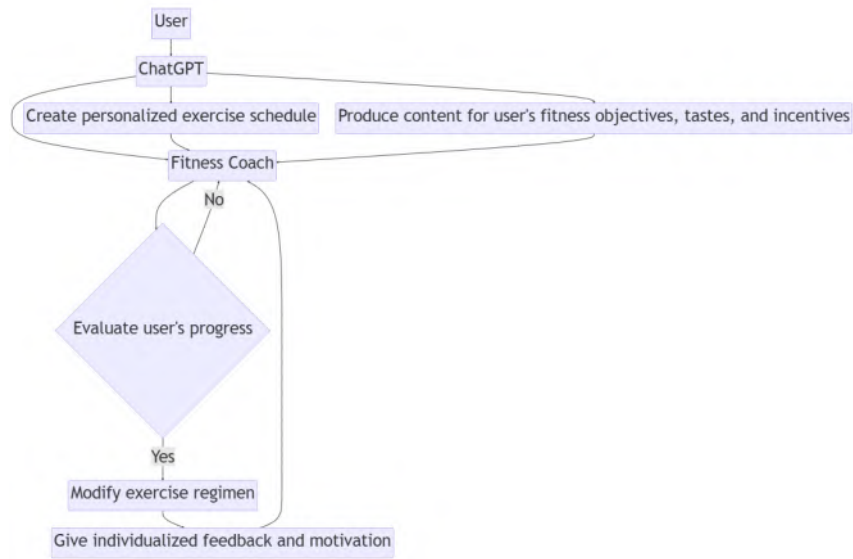 User
ChatGPT
Create personalized exercise schedule
Produce content for user's fitness objectives, tastes, and incentives
Fitness Coach
No
Evaluate user's progress
Yes
Modify exercise regimen
Give individualized feedback and motivation